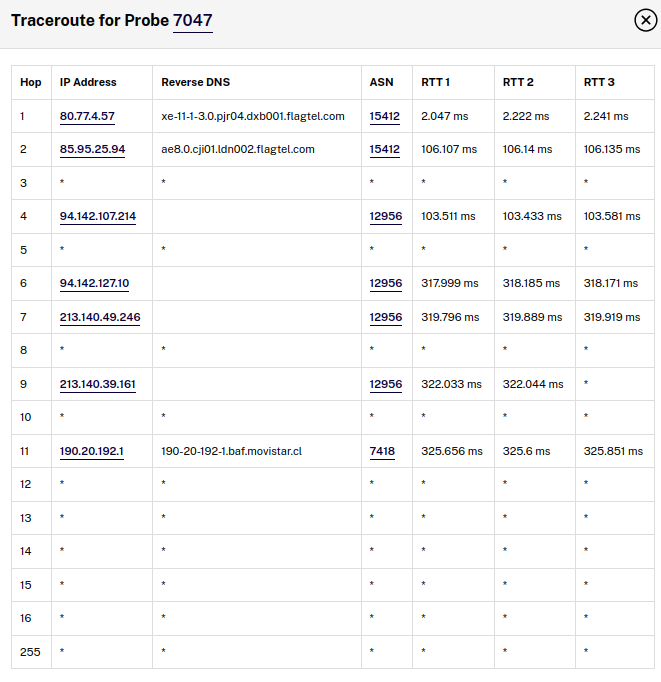 Traceroute for Probe 7047
Hop IP Address Reverse DNS ASN RTT 1 RTT 2 RTT 3
1 80.77.4.57 xe-11-1-3.0.pjr04.dxb001.flagtel.com 15412 2.047 ms 2.222 ms 2.241 ms
2 85.95.25.94 ae8.0.cji01.ldn002.flagtel.com 15412 106.107 ms 106.14 ms 106.135 ms
3 * * * * * *
4 94.142.107.214 12956 103.511 ms 103.433 ms 103.581 ms
5 * * * * * *
6 94.142.127.10 12956 317.999 ms 318.185 ms 318.171 ms
7 213.140.49.246 12956 319.796 ms 319.889 ms 319.919 ms
8 * * * * * *
9 213.140.39.161 12956 322.033 ms 322.044 ms *
10 * * * * * *
11 190.20.192.1 190-20-192-1.baf.movistar.cl 7418 325.656 ms 325.6 ms 325.851 ms
12 * * * * * *
13 * * * * * *
14 * * * * * *
15 * * * * * *
16 * * * * * *
255 * * * * * *